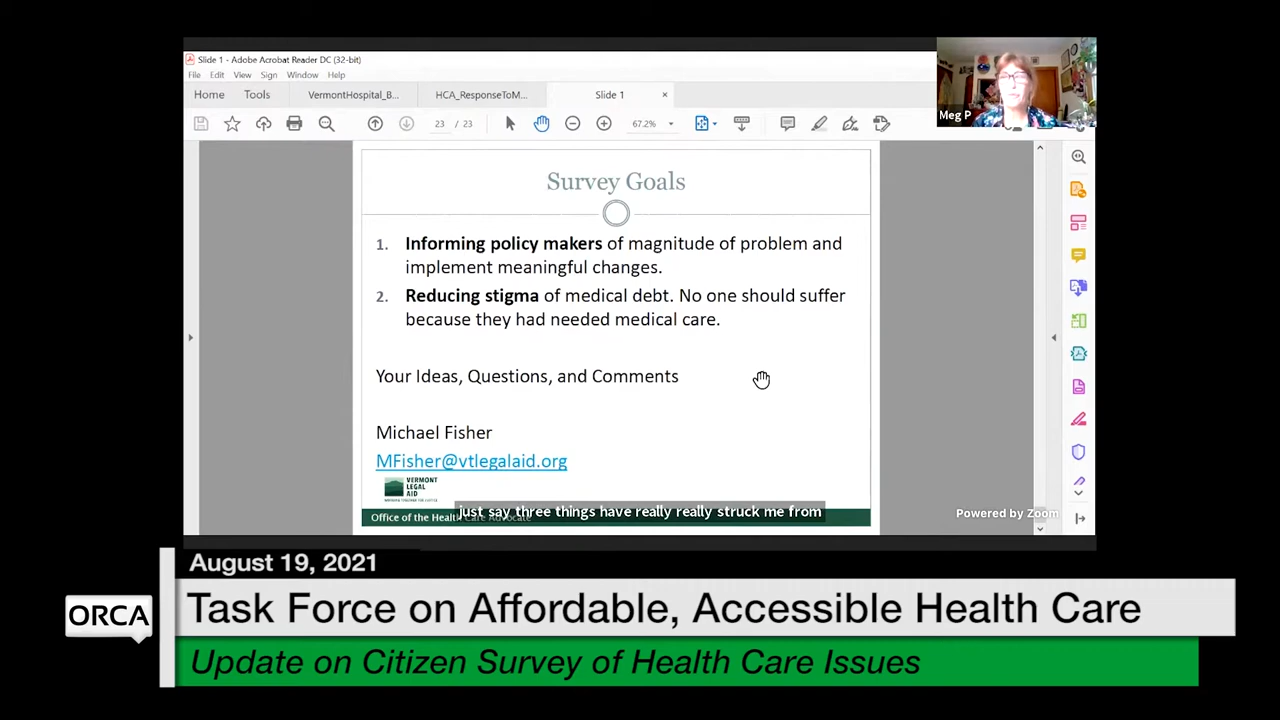 Slide 1 - Adobe Acrobat Reader DC (32-bit)
File Edit View Sign Window Help
Home Tools VermontHospital_B... HCA_ResponseToM... Slide 1 ×
23 / 23 67.2%
Meg P
Survey Goals
1. Informing policy makers of magnitude of problem and
implement meaningful changes.
2. Reducing stigma of medical debt. No one should suffer
because they had needed medical care.
Your Ideas, Questions, and Comments
Michael Fisher
MFisher@vtlegalaid.org
VERMONT
LEGAL
AID
just say three things have really really struck me from
Office of the Health Care Advocate
Powered by Zoom
August 19, 2021
ORCA
Task Force on Affordable, Accessible Health Care
Update on Citizen Survey of Health Care Issues